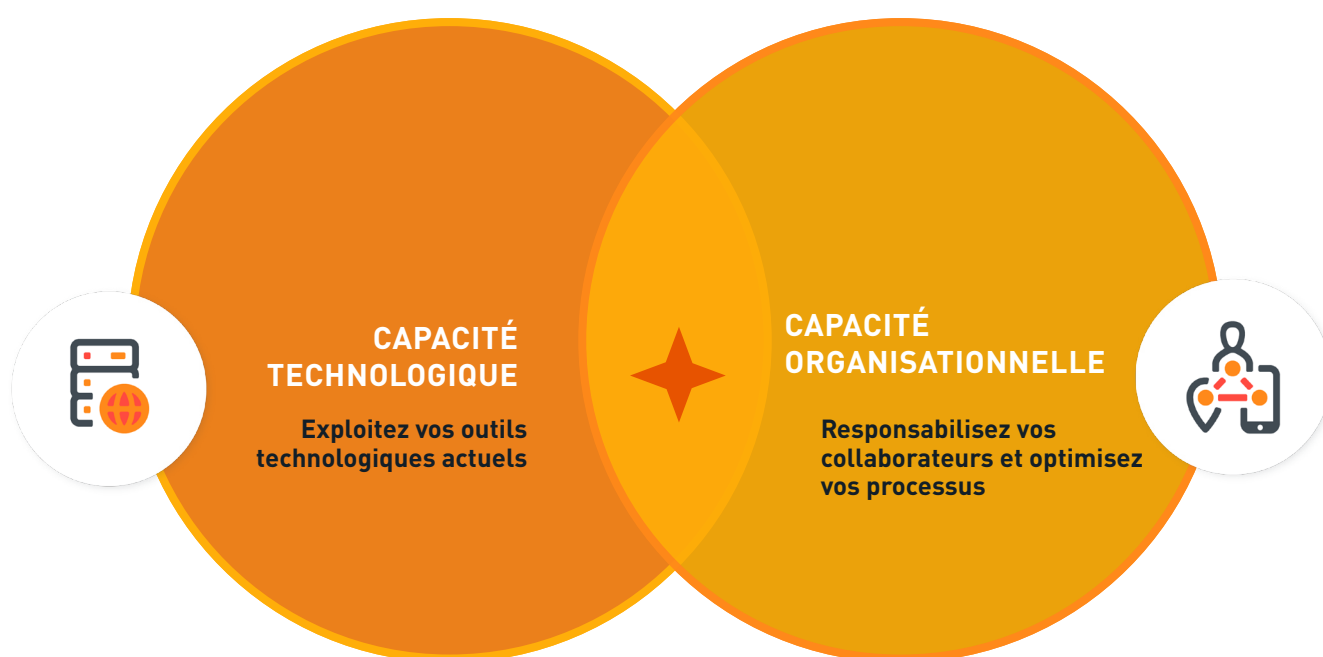 CAPACITÉ
TECHNOLOGIQUE
Exploitez vos outils
technologiques actuels
CAPACITÉ
ORGANISATIONNELLE
Responsabilisez vos
collaborateurs et optimisez
vos processus